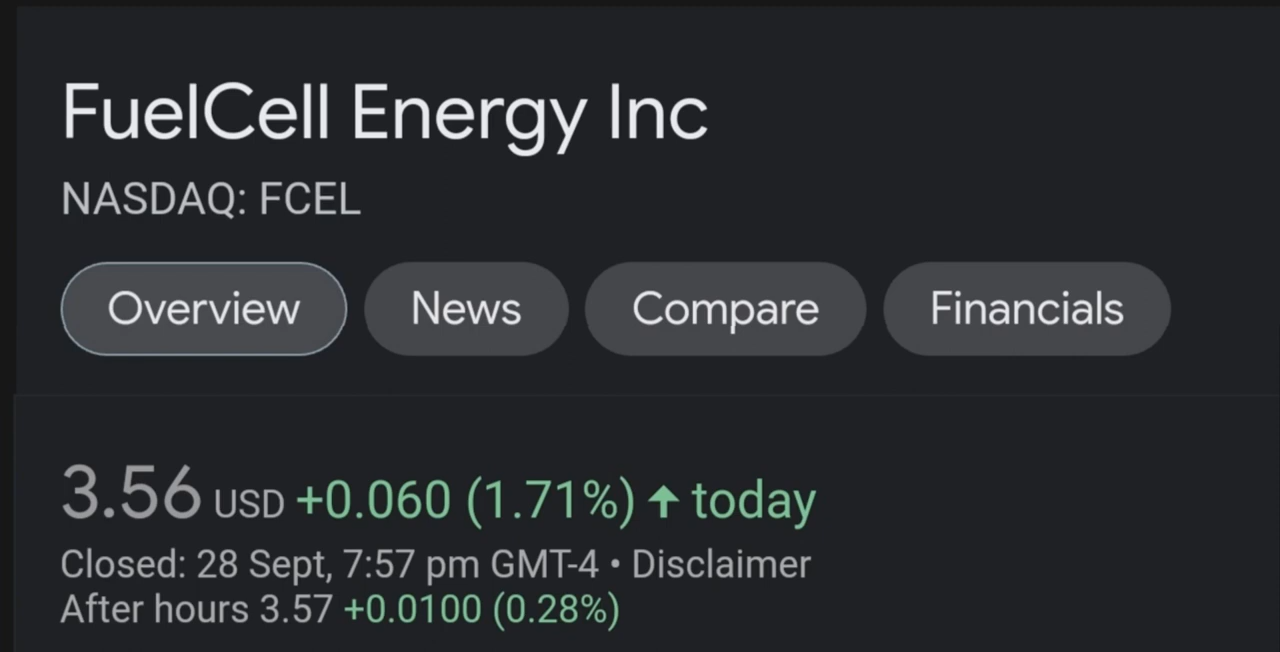 FuelCell Energy Inc
NASDAQ: FCEL
Overview News Compare Financials
3.56 USD +0.060 (1.71%) ↑ today
Closed: 28 Sept, 7:57 pm GMT-4 • Disclaimer
After hours 3.57 +0.0100 (0.28%)